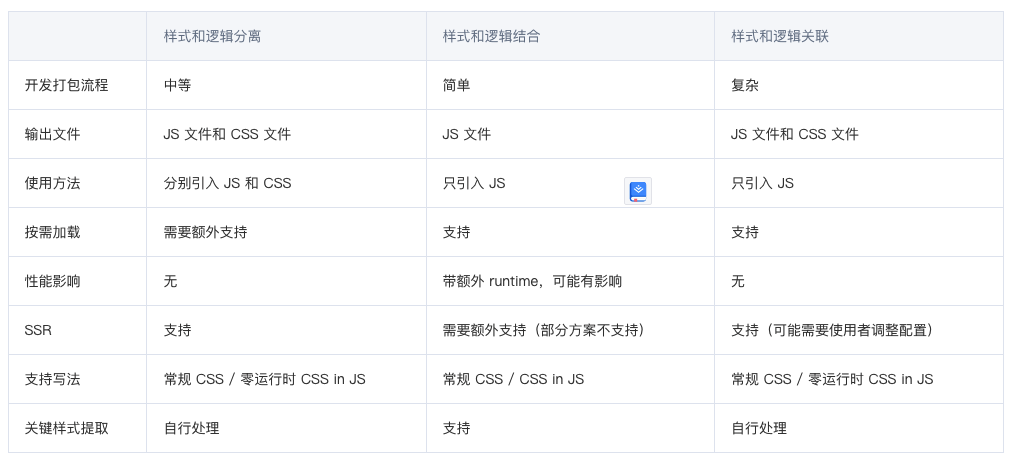 样式和逻辑分离 样式和逻辑结合 样式和逻辑关联
开发打包流程 中等 简单 复杂
输出文件 JS 文件和 CSS 文件 JS 文件 JS 文件和 CSS 文件
使用方法 分别引入 JS 和 CSS 只引入 JS 只引入 JS
按需加载 需要额外支持 支持 支持
性能影响 无 带额外 runtime，可能有影响 无
SSR 支持 需要额外支持（部分方案不支持） 支持（可能需要使用者调整配置）
支持写法 常规 CSS / 零运行时 CSS in JS 常规 CSS / CSS in JS 常规 CSS / 零运行时 CSS in JS
关键样式提取 自行处理 支持 自行处理